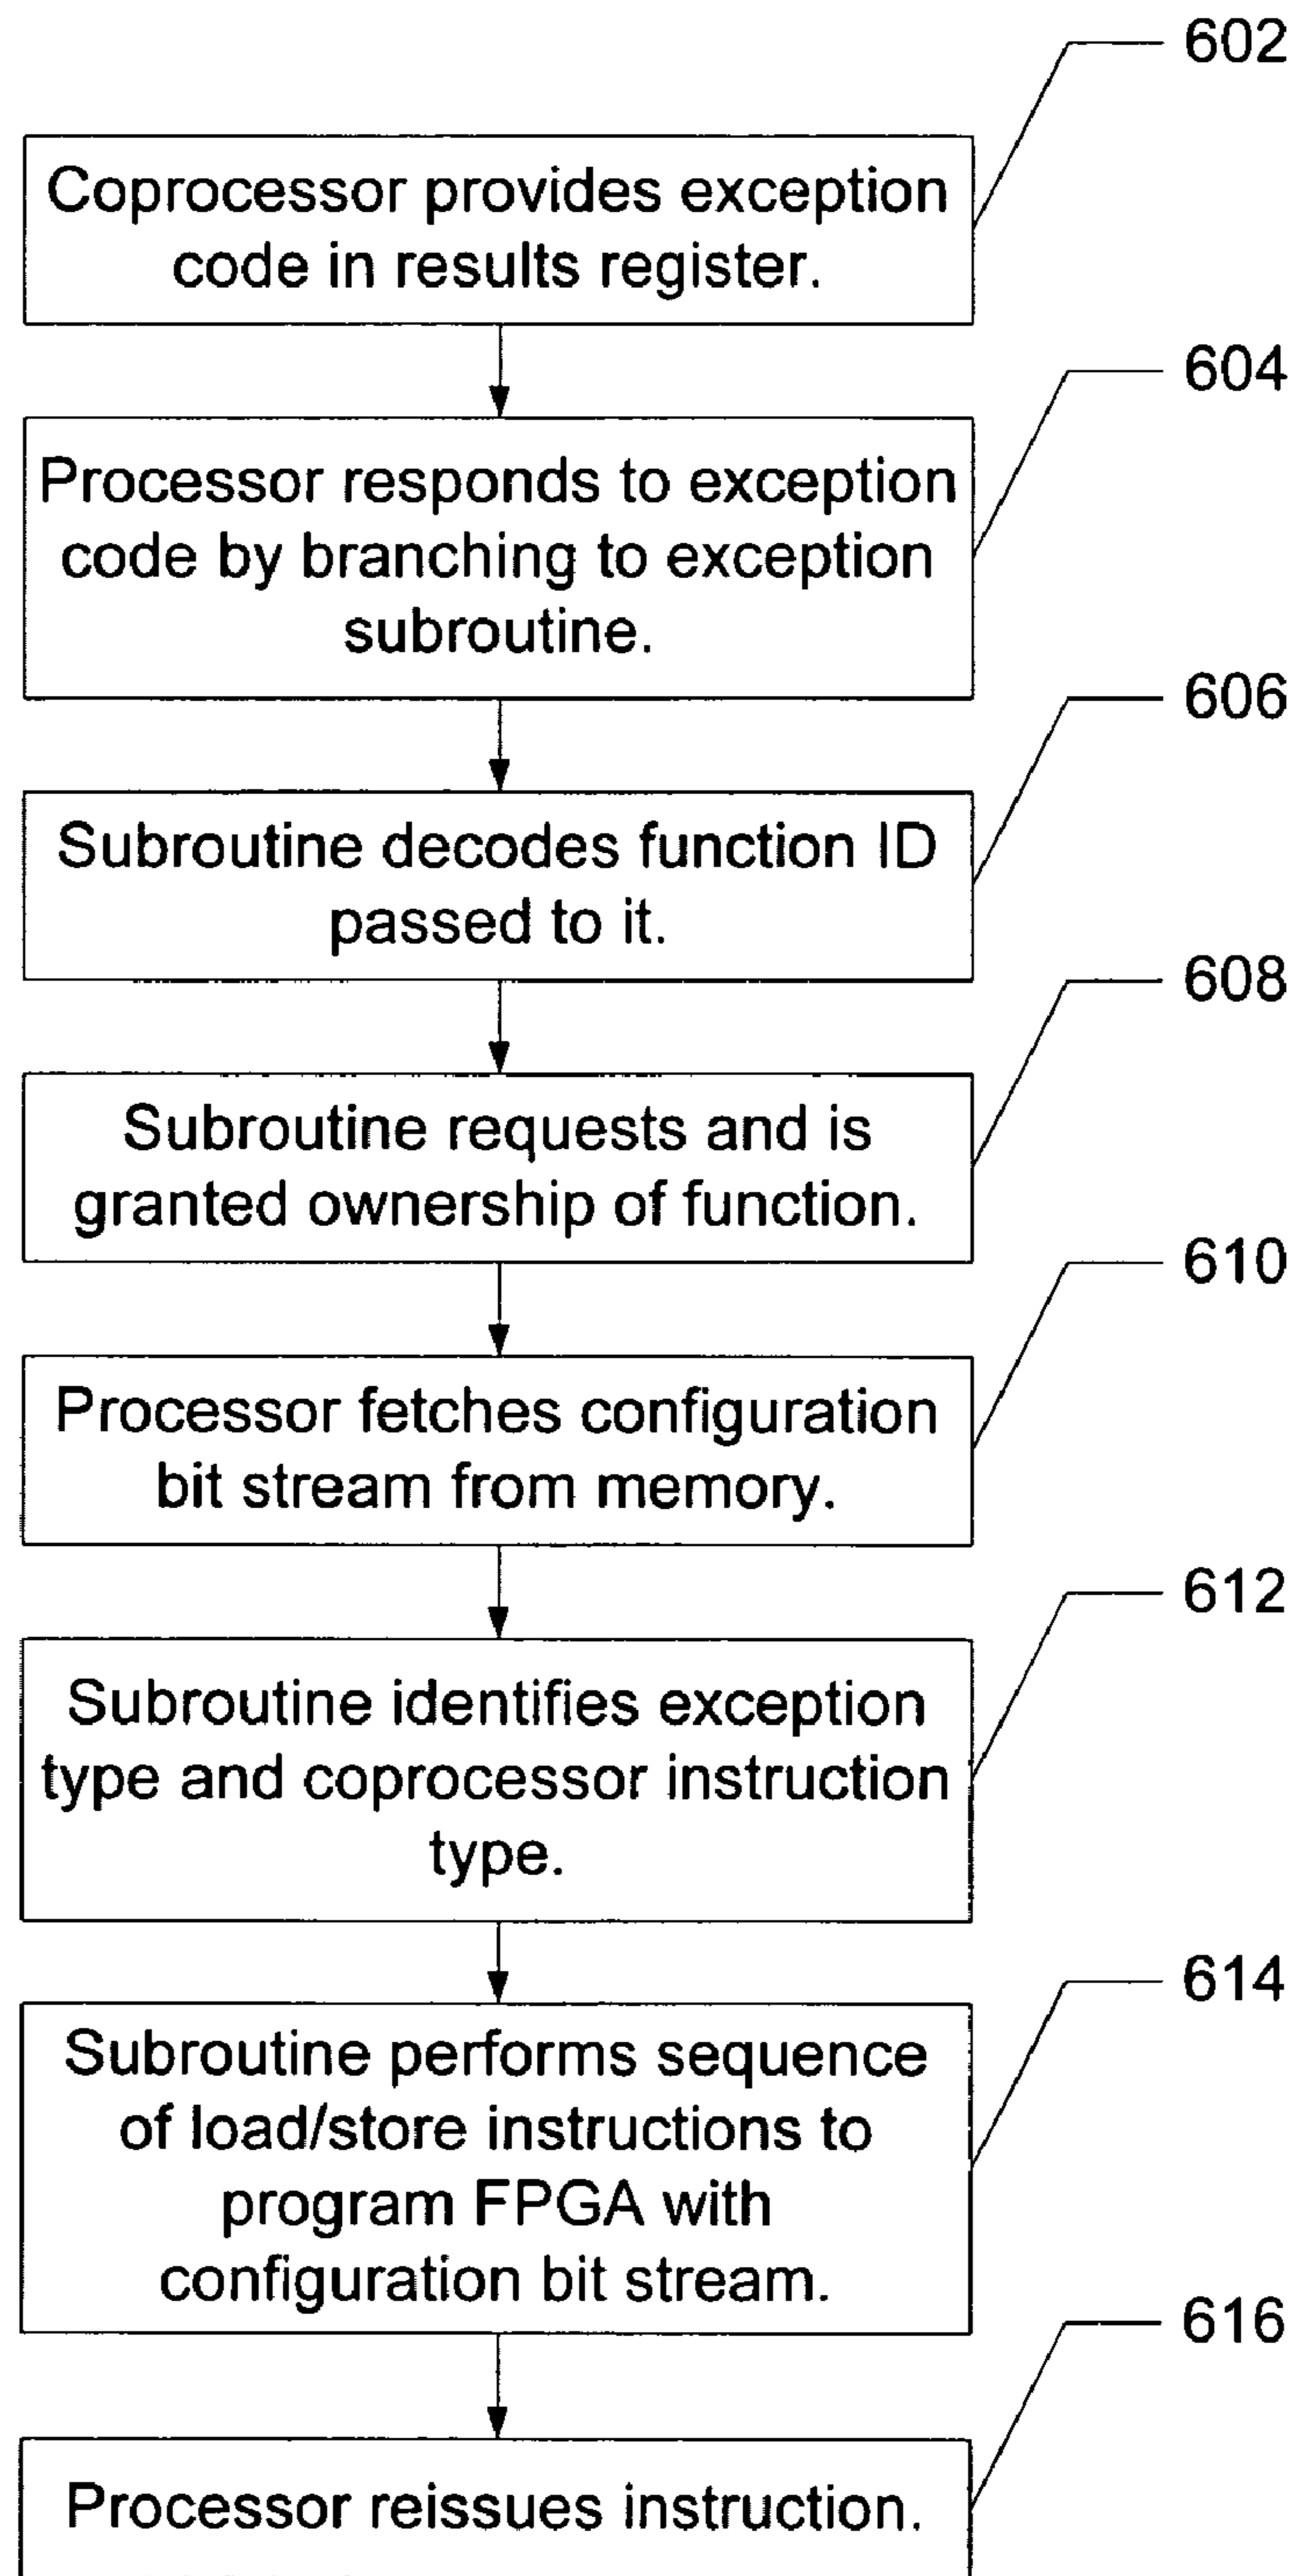 602
Coprocessor provides exception
code in results register.
604
Processor responds to exception
code by branching to exception
subroutine.
606
Subroutine decodes function ID
passed to it.
608
Subroutine requests and is
granted ownership of function.
610
Processor fetches configuration
bit stream from memory.
612
Subroutine identifies exception
type and coprocessor instruction
type.
614
Subroutine performs sequence
of load/store instructions to
program FPGA with
configuration bit stream.
616
Processor reissues instruction.